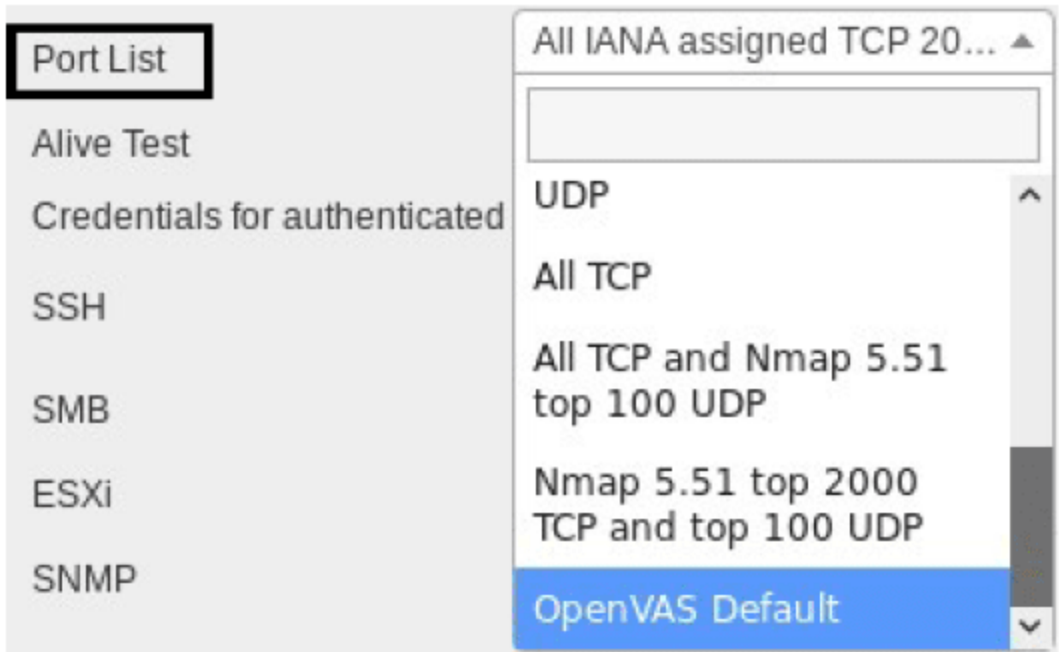 Port List
All IANA assigned TCP 20...
Alive Test
Credentials for authenticated
SSH
SMB
ESXi
SNMP
UDP
All TCP
All TCP and Nmap 5.51
top 100 UDP
Nmap 5.51 top 2000
TCP and top 100 UDP
OpenVAS Default